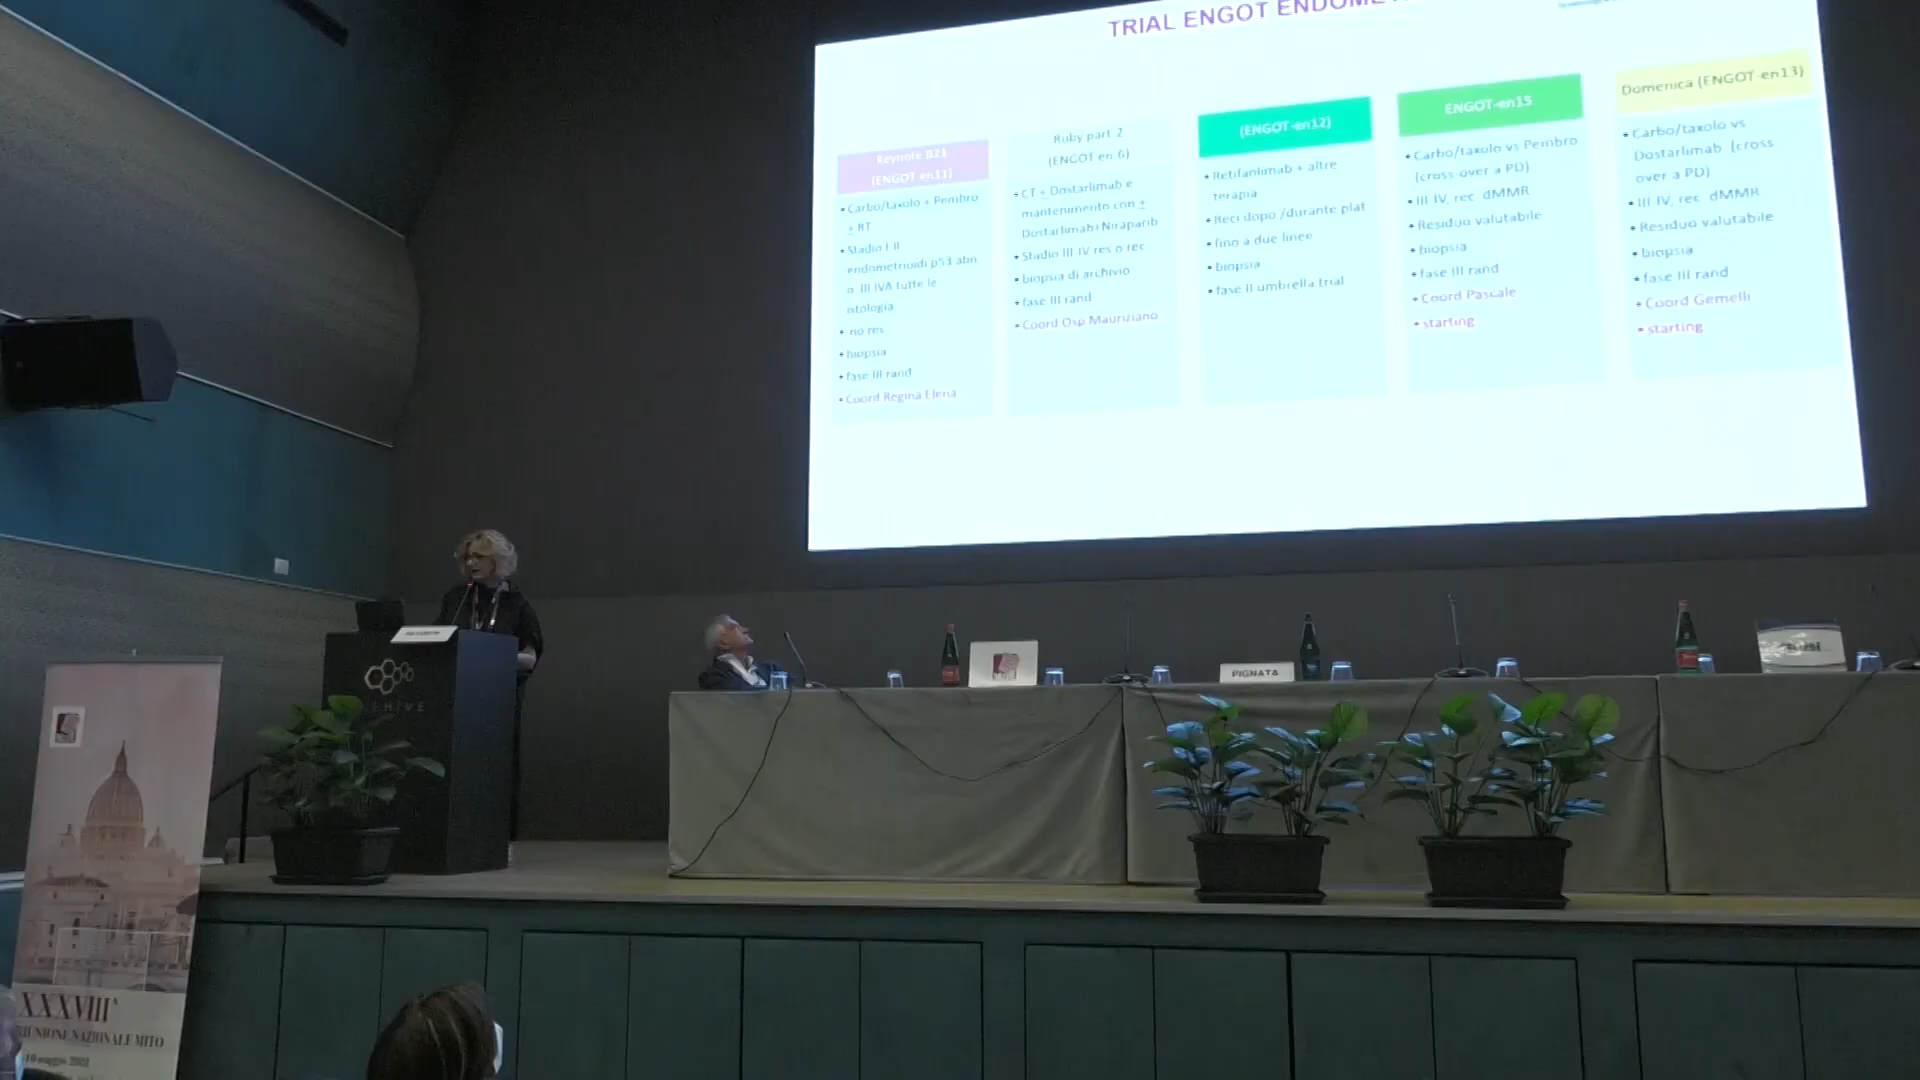 TRIAL ENGOT
Keynote B21
(ENGOT en11)
• Carbo/taxolo + Pembro
± RT
• Stadio I II
endometrioidi p53 abn
o III IVA tutte le
istologia
• no res
• biopsia
• fase III rand
• Coord Regina Elena
Ruby part 2
(ENGOT en 6)
• CT ± Dostarlimab e
mantenimento con ±
Dostarlimab+Niraparib
• Stadio III IV res o rec
• biopsia di archivio
• fase III rand
• Coord Osp Mauriziano
(ENGOT-en12)
• Retifanlimab + altre
terapia
• Reci dopo /durante plat
• fino a due linee
• biopsia
• fase II umbrella trial
ENGOT-en15
• Carbo/taxolo vs Pembro
(cross-over a PD)
• III IV, rec dMMR
• Residuo valutabile
• biopsia
• fase III rand
• Coord Pascale
• starting
Domenica (ENGOT-en13)
• Carbo/taxolo vs
Dostarlimab (cross
over a PD)
• III IV, rec dMMR
• Residuo valutabile
• biopsia
• fase III rand
• Coord Gemelli
• starting
EHIVE
PIGNATA
XXXVIII^
RIUNIONE NAZIONALE MITO